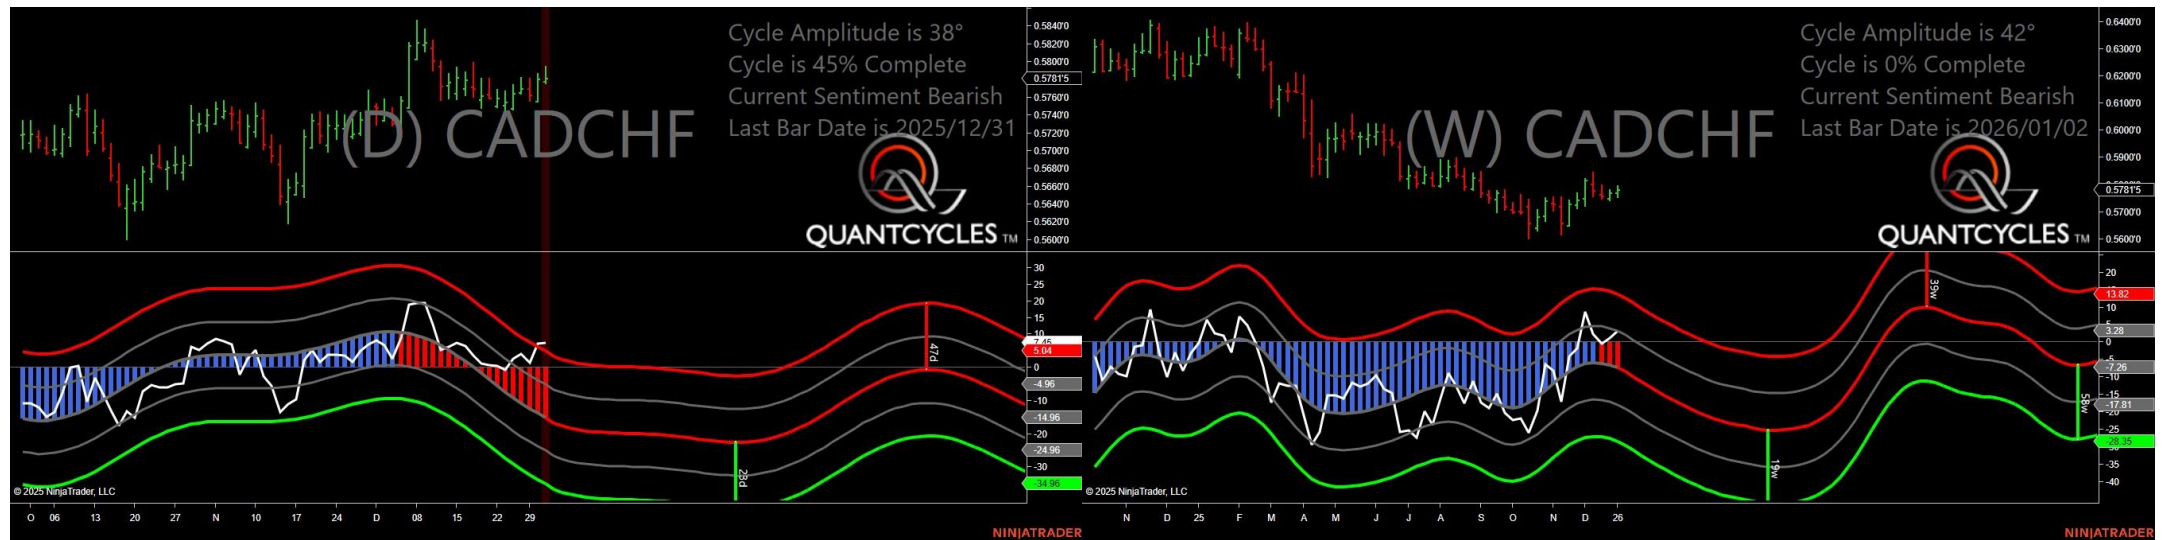 Cycle Amplitude is 38°
Cycle is 45% Complete
Current Sentiment Bearish
Last Bar Date is 2025/12/31
(D) CADCHF
QUANTCYCLES TM
0.5840'0
0.5820'0
0.5800'0
0.5781'5
0.5760'0
0.5740'0
0.5720'0
0.5700'0
0.5680'0
0.5660'0
0.5640'0
0.5620'0
0.5600'0
30
25
20
15
10
7.45
5.04
0
-4.96
-10
-14.96
-20
-24.96
-30
-34.96
47d
23d
© 2025 NinjaTrader, LLC
O 06 13 20 27 N 10 17 24 D 08 15 22 29
NINJATRADER
Cycle Amplitude is 42°
Cycle is 0% Complete
Current Sentiment Bearish
Last Bar Date is 2026/01/02
(W) CADCHF
QUANTCYCLES TM
0.6400'0
0.6300'0
0.6200'0
0.6100'0
0.6000'0
0.5900'0
0.5781'5
0.5700'0
0.5600'0
20
13.82
10
3.28
0
-5
-7.26
-10
-15
-17.81
-20
-25
-28.35
-35
-40
39w
19w
58w
© 2025 NinjaTrader, LLC
N D 25 F M A M J J A S O N D 26
NINJATRADER